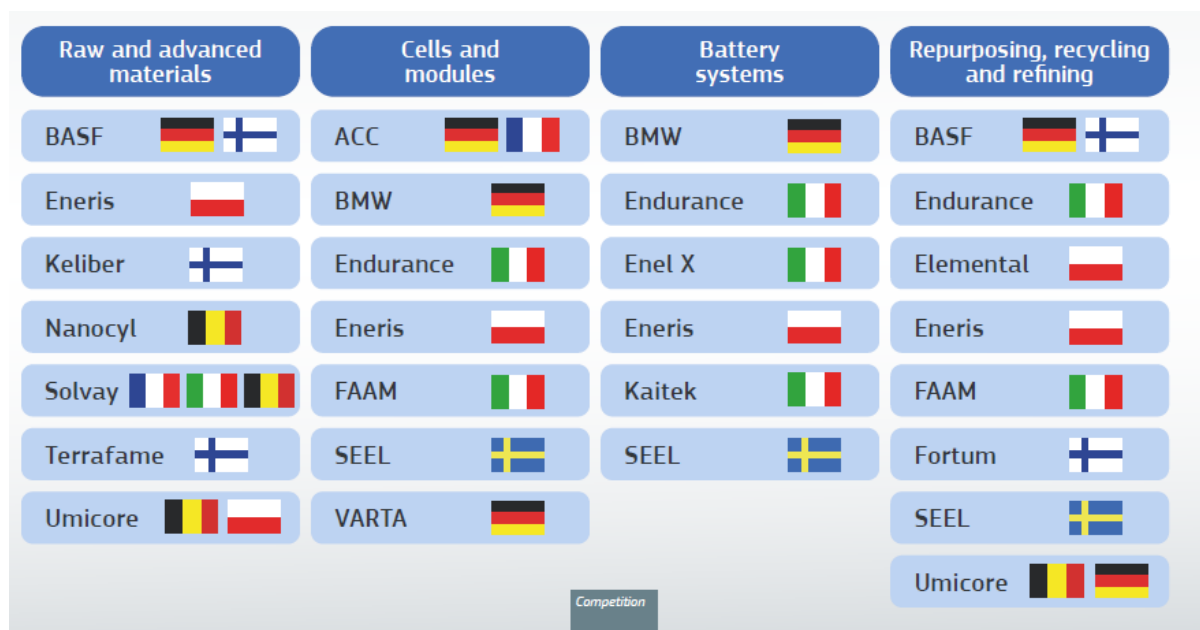 Raw and advanced
materials
BASF
Eneris
Keliber
Nanocyl
Solvay
Terrafame
Umicore
Cells and
modules
ACC
BMW
Endurance
Eneris
FAAM
SEEL
VARTA
Battery
systems
BMW
Endurance
Enel X
Eneris
Kaitek
SEEL
Repurposing, recycling
and refining
BASF
Endurance
Elemental
Eneris
FAAM
Fortum
SEEL
Umicore
Competition